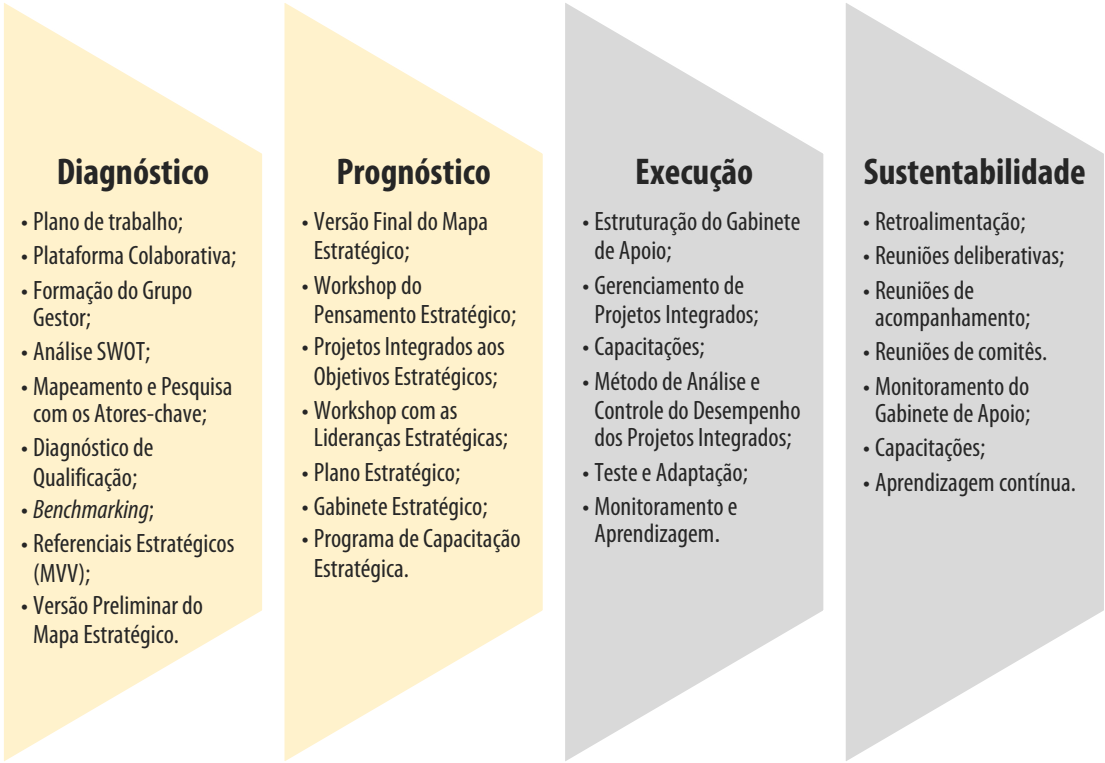 Diagnóstico
• Plano de trabalho;
• Plataforma Colaborativa;
• Formação do Grupo
Gestor;
• Análise SWOT;
• Mapeamento e Pesquisa
com os Atores-chave;
• Diagnóstico de
Qualificação;
• Benchmarking;
• Referenciais Estratégicos
(MVV);
• Versão Preliminar do
Mapa Estratégico.
Prognóstico
• Versão Final do Mapa
Estratégico;
• Workshop do
Pensamento Estratégico;
• Projetos Integrados aos
Objetivos Estratégicos;
• Workshop com as
Lideranças Estratégicas;
• Plano Estratégico;
• Gabinete Estratégico;
• Programa de Capacitação
Estratégica.
Execução
• Estruturação do Gabinete
de Apoio;
• Gerenciamento de
Projetos Integrados;
• Capacitações;
• Método de Análise e
Controle do Desempenho
dos Projetos Integrados;
• Teste e Adaptação;
• Monitoramento e
Aprendizagem.
Sustentabilidade
• Retroalimentação;
• Reuniões deliberativas;
• Reuniões de
acompanhamento;
• Reuniões de comitês.
• Monitoramento do
Gabinete de Apoio;
• Capacitações;
• Aprendizagem contínua.